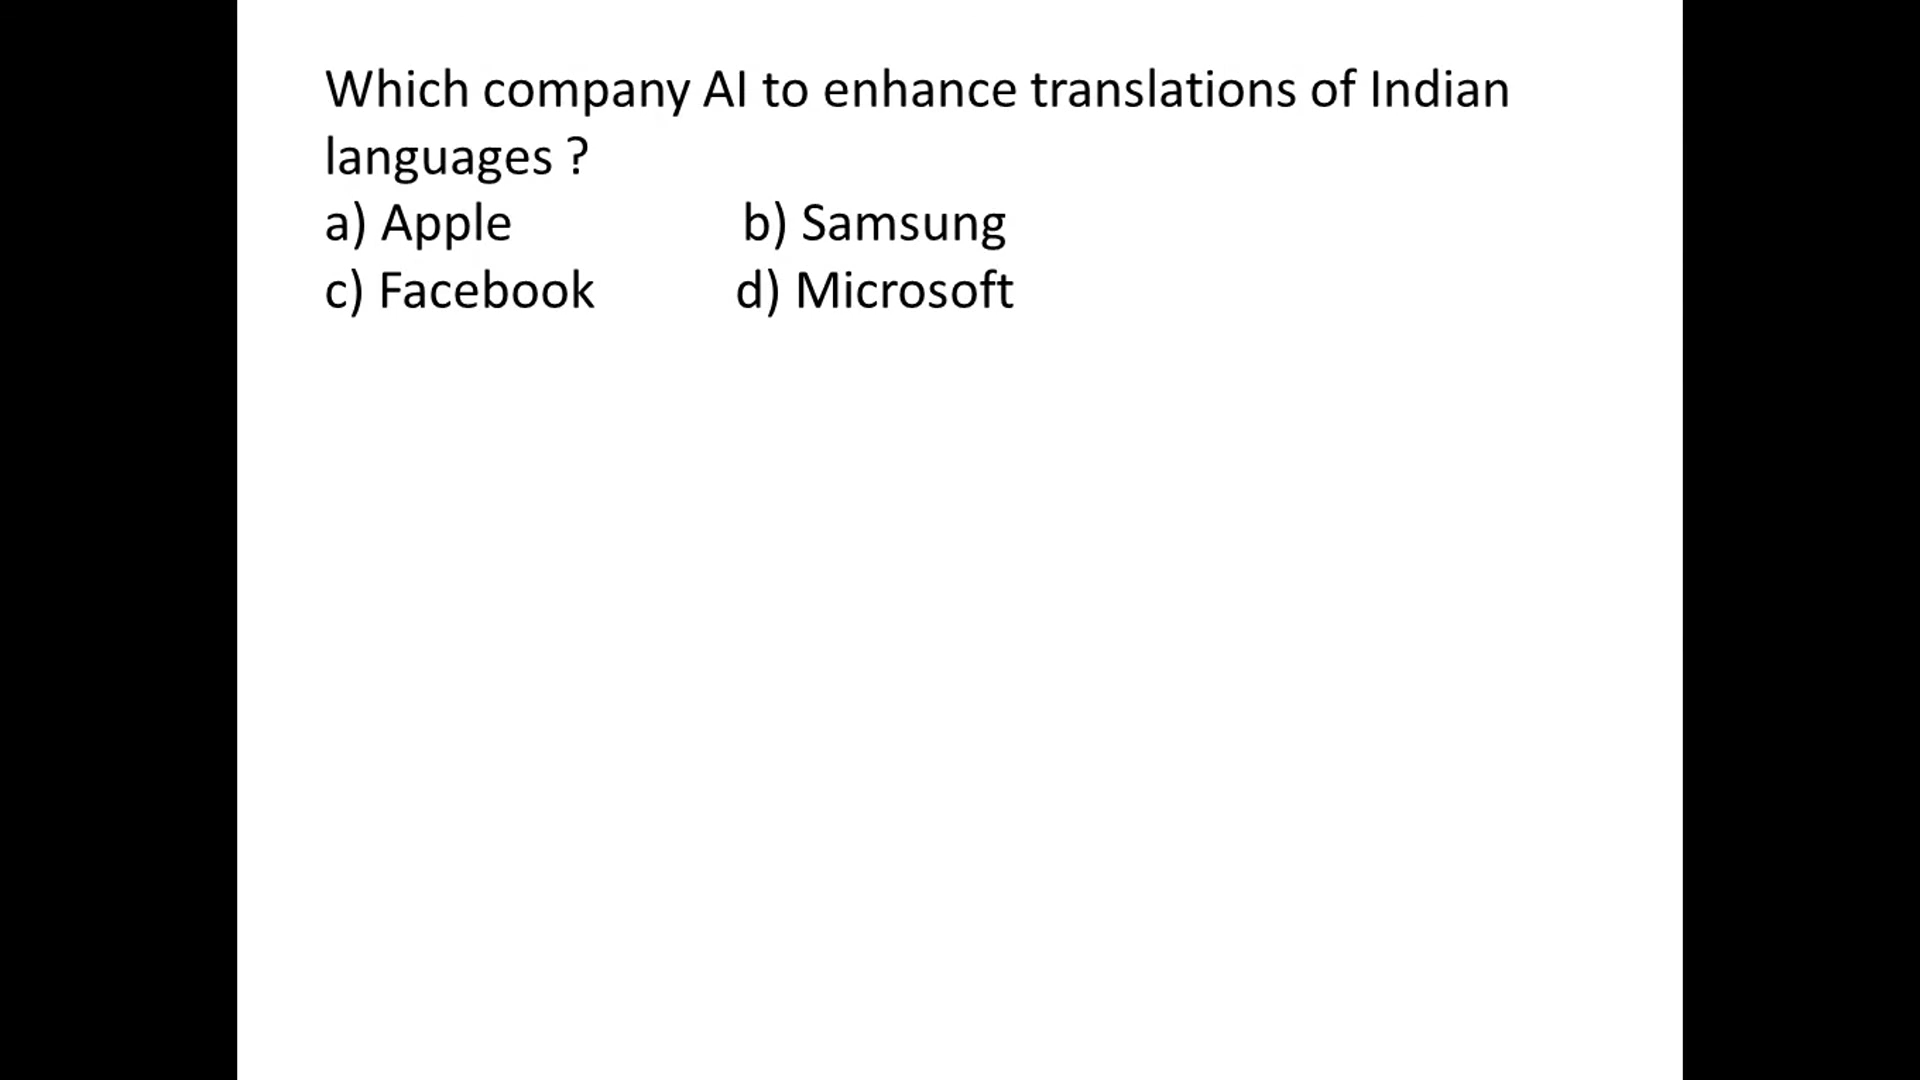 Which company AI to enhance translations of Indian
languages ?
a) Apple b) Samsung
c) Facebook d) Microsoft